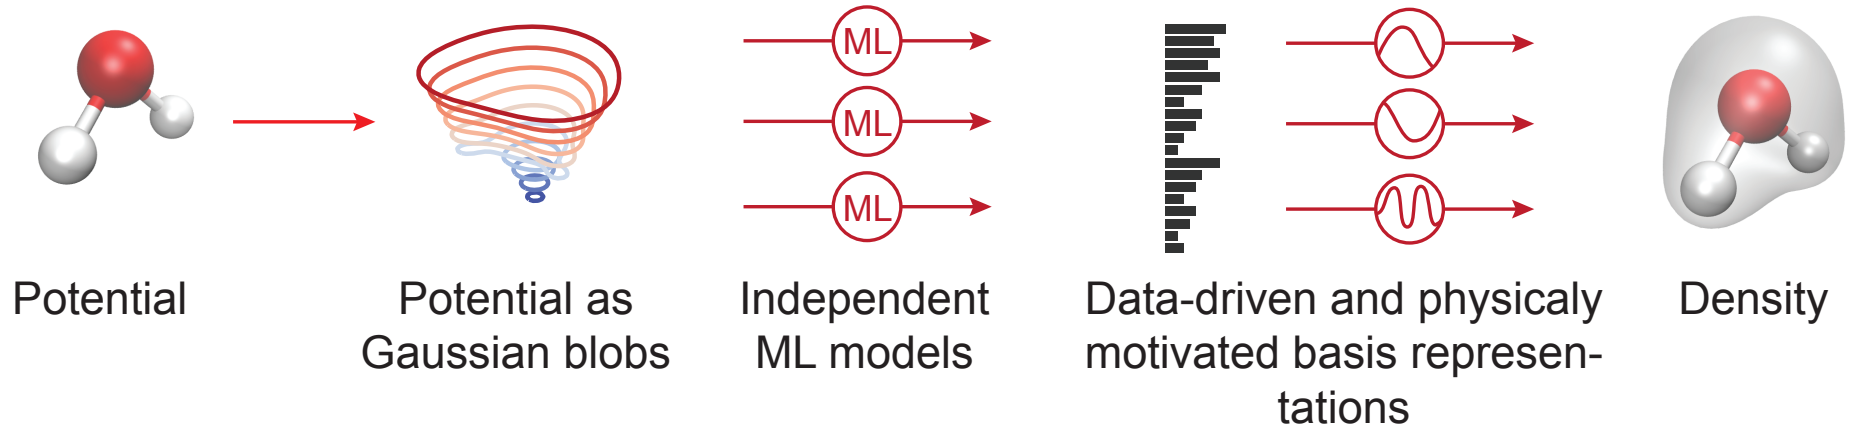 ML
ML
ML
Potential
Potential as
Gaussian blobs
Independent
ML models
Data-driven and physicaly
motivated basis represen-
tations
Density